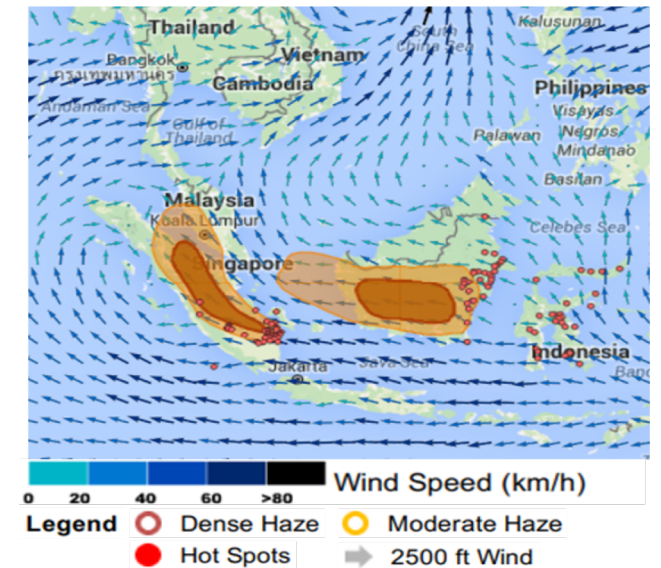 Thailand
South
China Sea
Kalusunan
Vietnam
Bangkok
กรุงเทพมหานคร
Cambodia
Philippines
Andaman Sea
Visayas
Gulf of
Thailand
Palawan
Negros
Mindanao
Basilan
Malaysia
Kuala Lumpur
Celebes Sea
Singapore
Indonesia
Jakarta
Banda
0 20 40 60 >80
Wind Speed (km/h)
Legend
Dense Haze
Moderate Haze
Hot Spots
2500 ft Wind